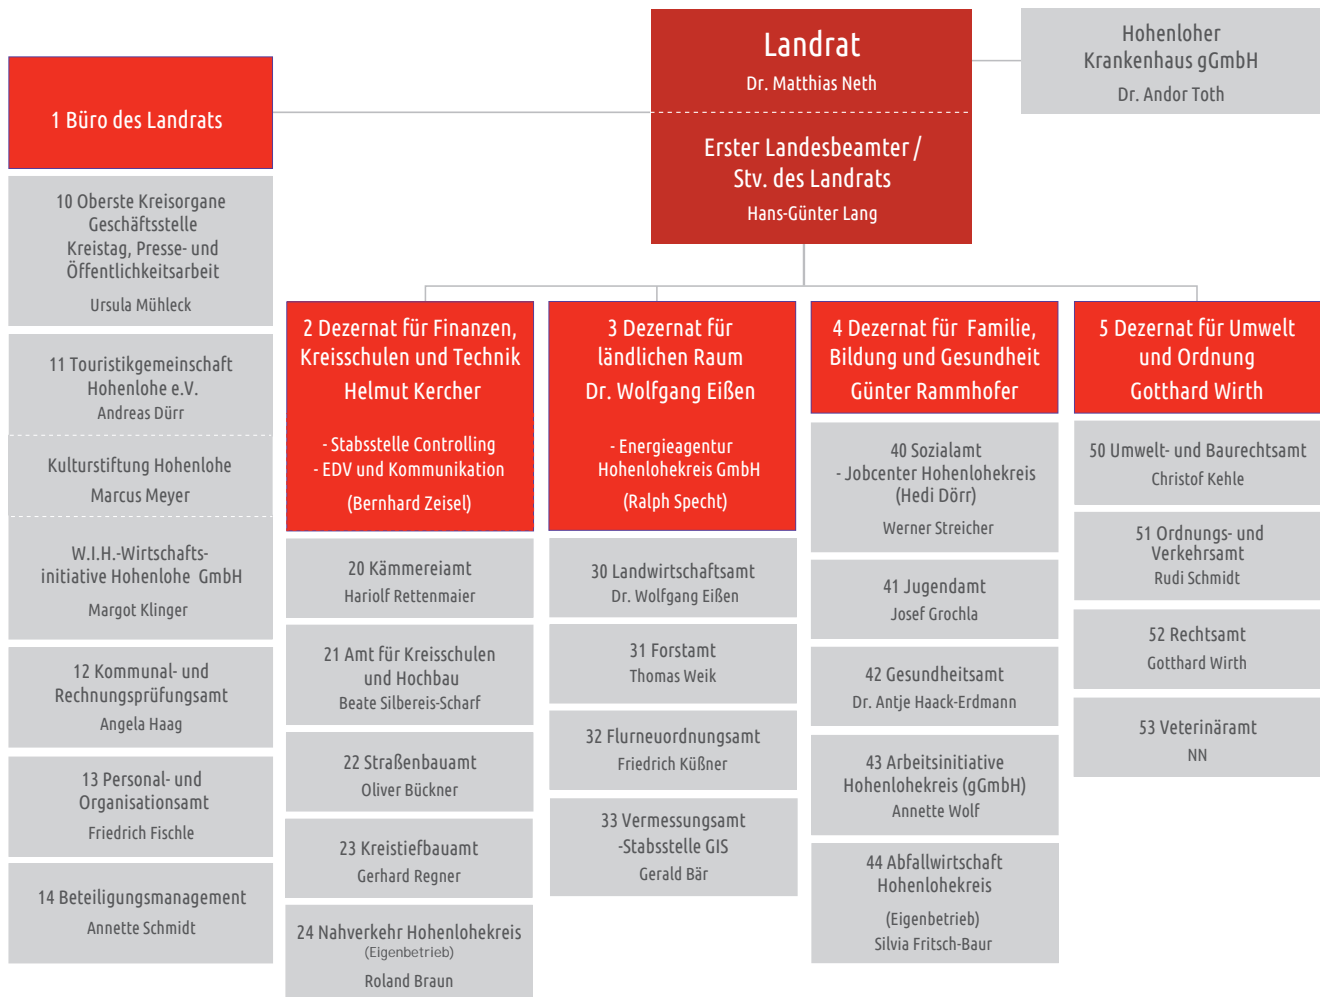 Landrat
Dr. Matthias Neth
Erster Landesbeamter /
Stv. des Landrats
Hans-Günter Lang
Hohenloher
Krankenhaus gGmbH
Dr. Andor Toth
1 Büro des Landrats
10 Oberste Kreisorgane
Geschäftsstelle
Kreistag, Presse- und
Öffentlichkeitsarbeit
Ursula Mühleck
11 Touristikgemeinschaft
Hohenlohe e.V.
Andreas Dürr
Kulturstiftung Hohenlohe
Marcus Meyer
W.I.H.-Wirtschafts-
initiative Hohenlohe GmbH
Margot Klinger
12 Kommunal- und
Rechnungsprüfungsamt
Angela Haag
13 Personal- und
Organisationsamt
Friedrich Fischle
14 Beteiligungsmanagement
Annette Schmidt
2 Dezernat für Finanzen,
Kreisschulen und Technik
Helmut Kercher
- Stabsstelle Controlling
- EDV und Kommunikation
(Bernhard Zeisel)
20 Kämmereiamt
Hariolf Rettenmaier
21 Amt für Kreisschulen
und Hochbau
Beate Silbereis-Scharf
22 Straßenbauamt
Oliver Bückner
23 Kreistiefbauamt
Gerhard Regner
24 Nahverkehr Hohenlohekreis
(Eigenbetrieb)
Roland Braun
3 Dezernat für
ländlichen Raum
Dr. Wolfgang Eißen
- Energieagentur
Hohenlohekreis GmbH
(Ralph Specht)
30 Landwirtschaftsamt
Dr. Wolfgang Eißen
31 Forstamt
Thomas Weik
32 Flurneuordnungsamt
Friedrich Küßner
33 Vermessungsamt
-Stabsstelle GIS
Gerald Bär
4 Dezernat für Familie,
Bildung und Gesundheit
Günter Rammhofer
40 Sozialamt
- Jobcenter Hohenlohekreis
(Hedi Dörr)
Werner Streicher
41 Jugendamt
Josef Grochla
42 Gesundheitsamt
Dr. Antje Haack-Erdmann
43 Arbeitsinitiative
Hohenlohekreis (gGmbH)
Annette Wolf
44 Abfallwirtschaft
Hohenlohekreis
(Eigenbetrieb)
Silvia Fritsch-Baur
5 Dezernat für Umwelt
und Ordnung
Gotthard Wirth
50 Umwelt- und Baurechtsamt
Christof Kehle
51 Ordnungs- und
Verkehrsamt
Rudi Schmidt
52 Rechtsamt
Gotthard Wirth
53 Veterinäramt
NN